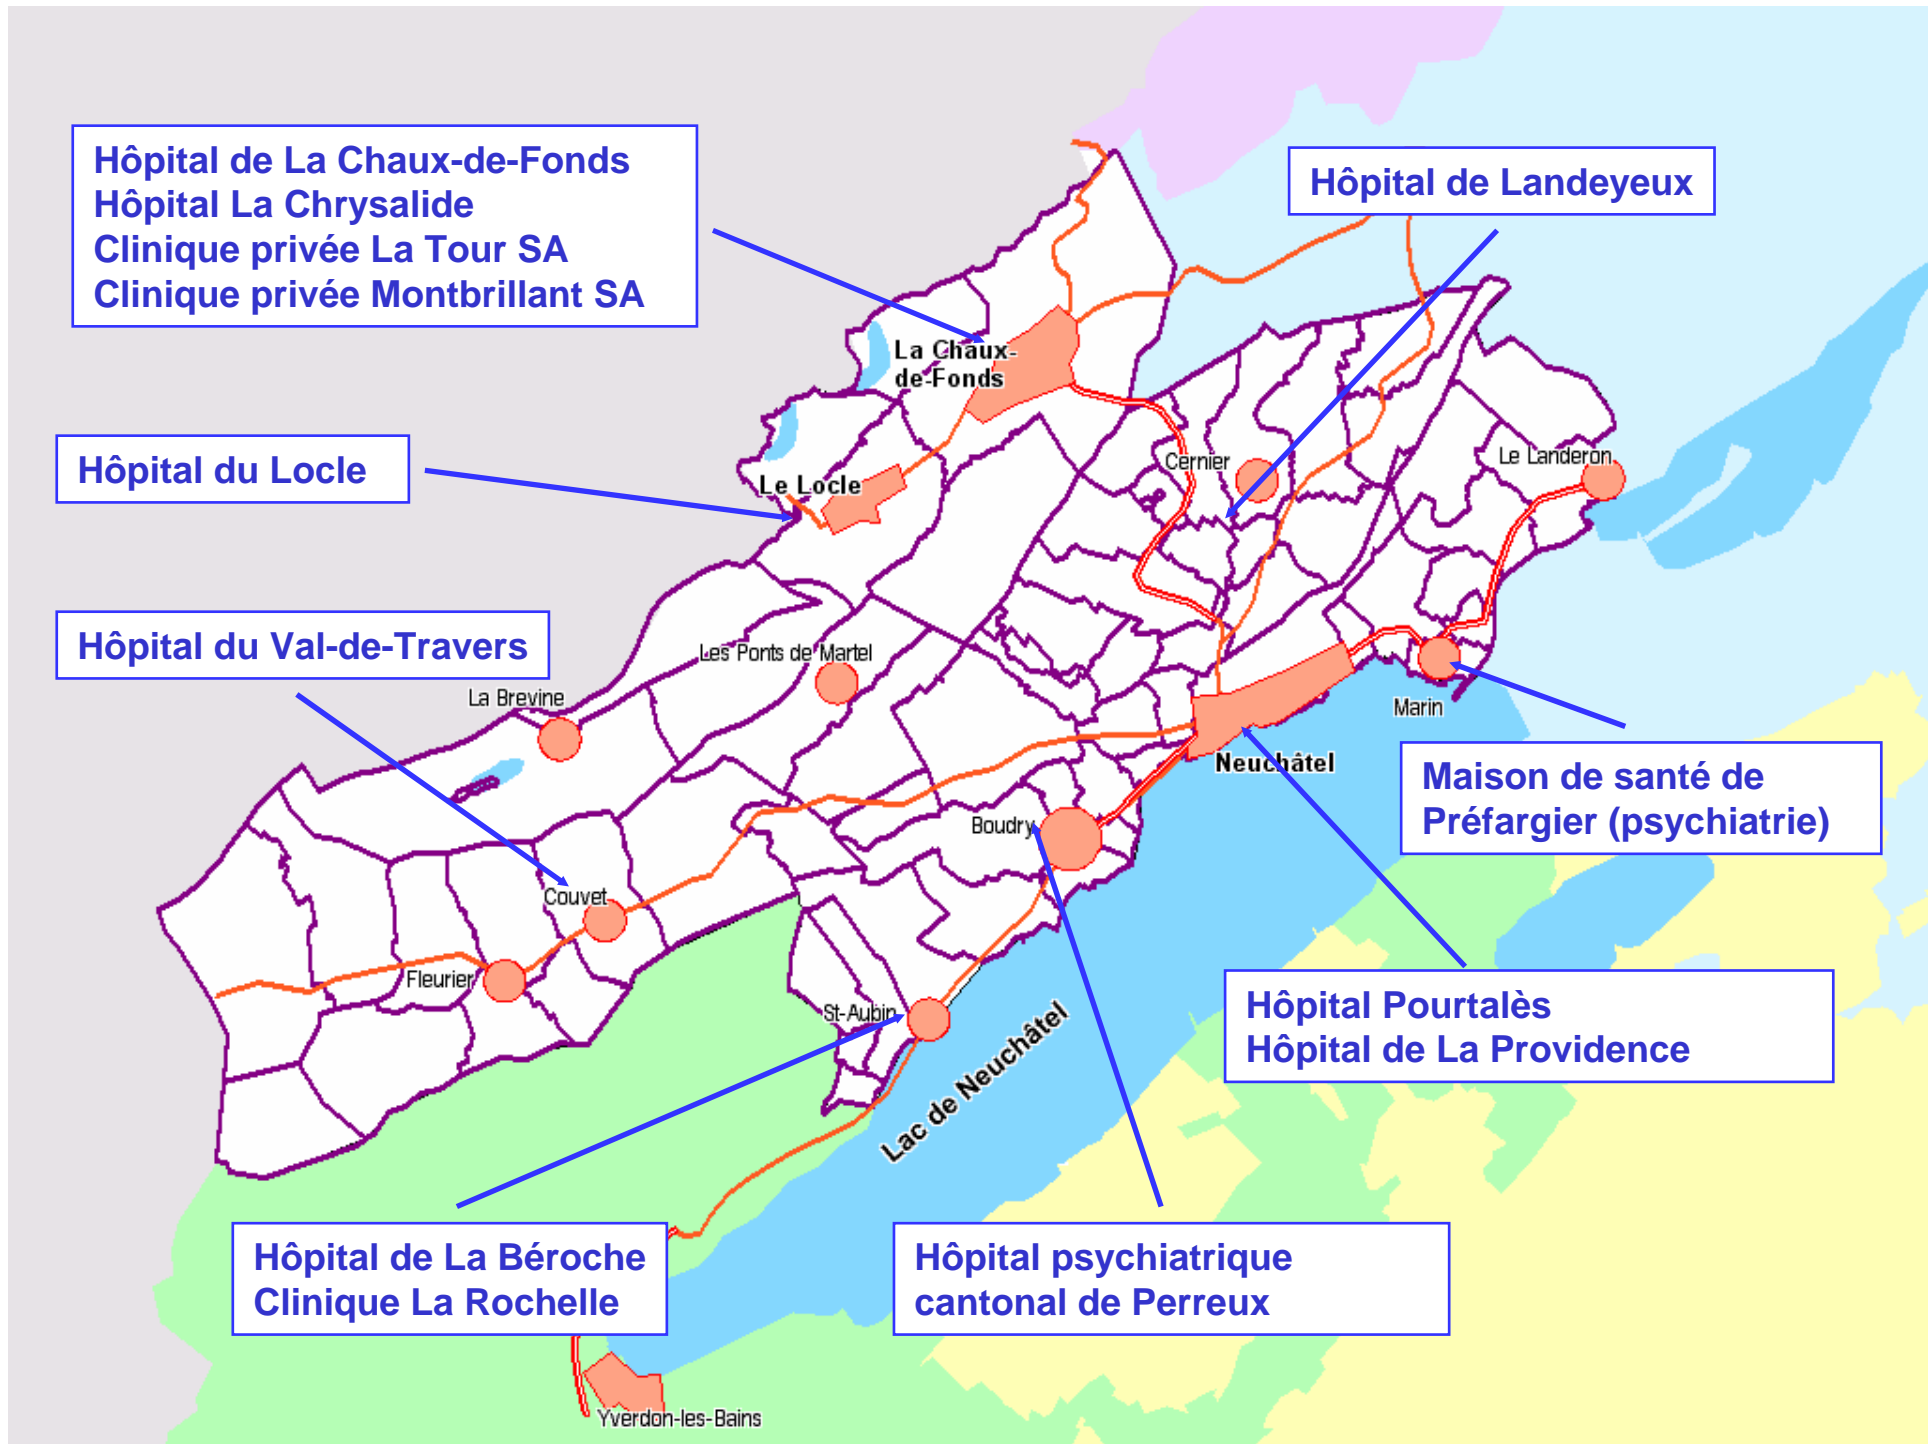 Hôpital de La Chaux-de-Fonds
Hôpital La Chrysalide
Clinique privée La Tour SA
Clinique privée Montbrillant SA
Hôpital de Landeyeux
La Chaux-
de-Fonds
Hôpital du Locle
Le Locle
Cernier
Le Landeron
Hôpital du Val-de-Travers
Les Ponts de Martel
La Brevine
Marin
Neuchâtel
Maison de santé de
Préfargier (psychiatrie)
Boudry
Couvet
Fleurier
St-Aubin
Hôpital Pourtalès
Hôpital de La Providence
Lac de Neuchâtel
Hôpital de La Béroche
Clinique La Rochelle
Hôpital psychiatrique
cantonal de Perreux
Yverdon-les-Bains